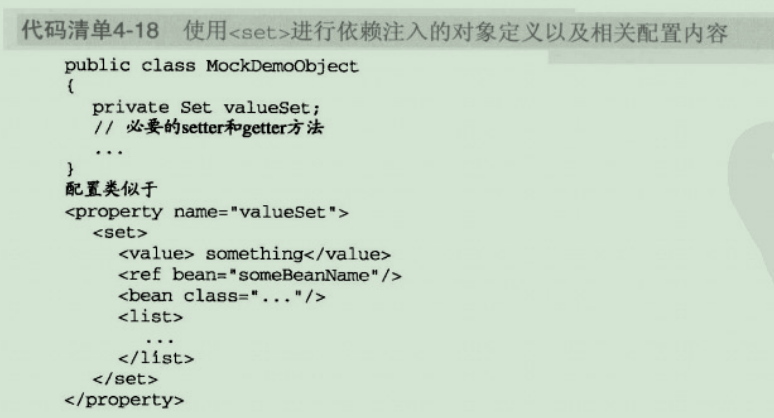 代码清单4-18 使用<set>进行依赖注入的对象定义以及相关配置内容
public class MockDemoObject
{
private Set valueSet;
// 必要的setter和getter方法
...
}
配置类似于
<property name="valueSet">
<set>
<value> something</value>
<ref bean="someBeanName"/>
<bean class="..."/>
<list>
...
</list>
</set>
</property>